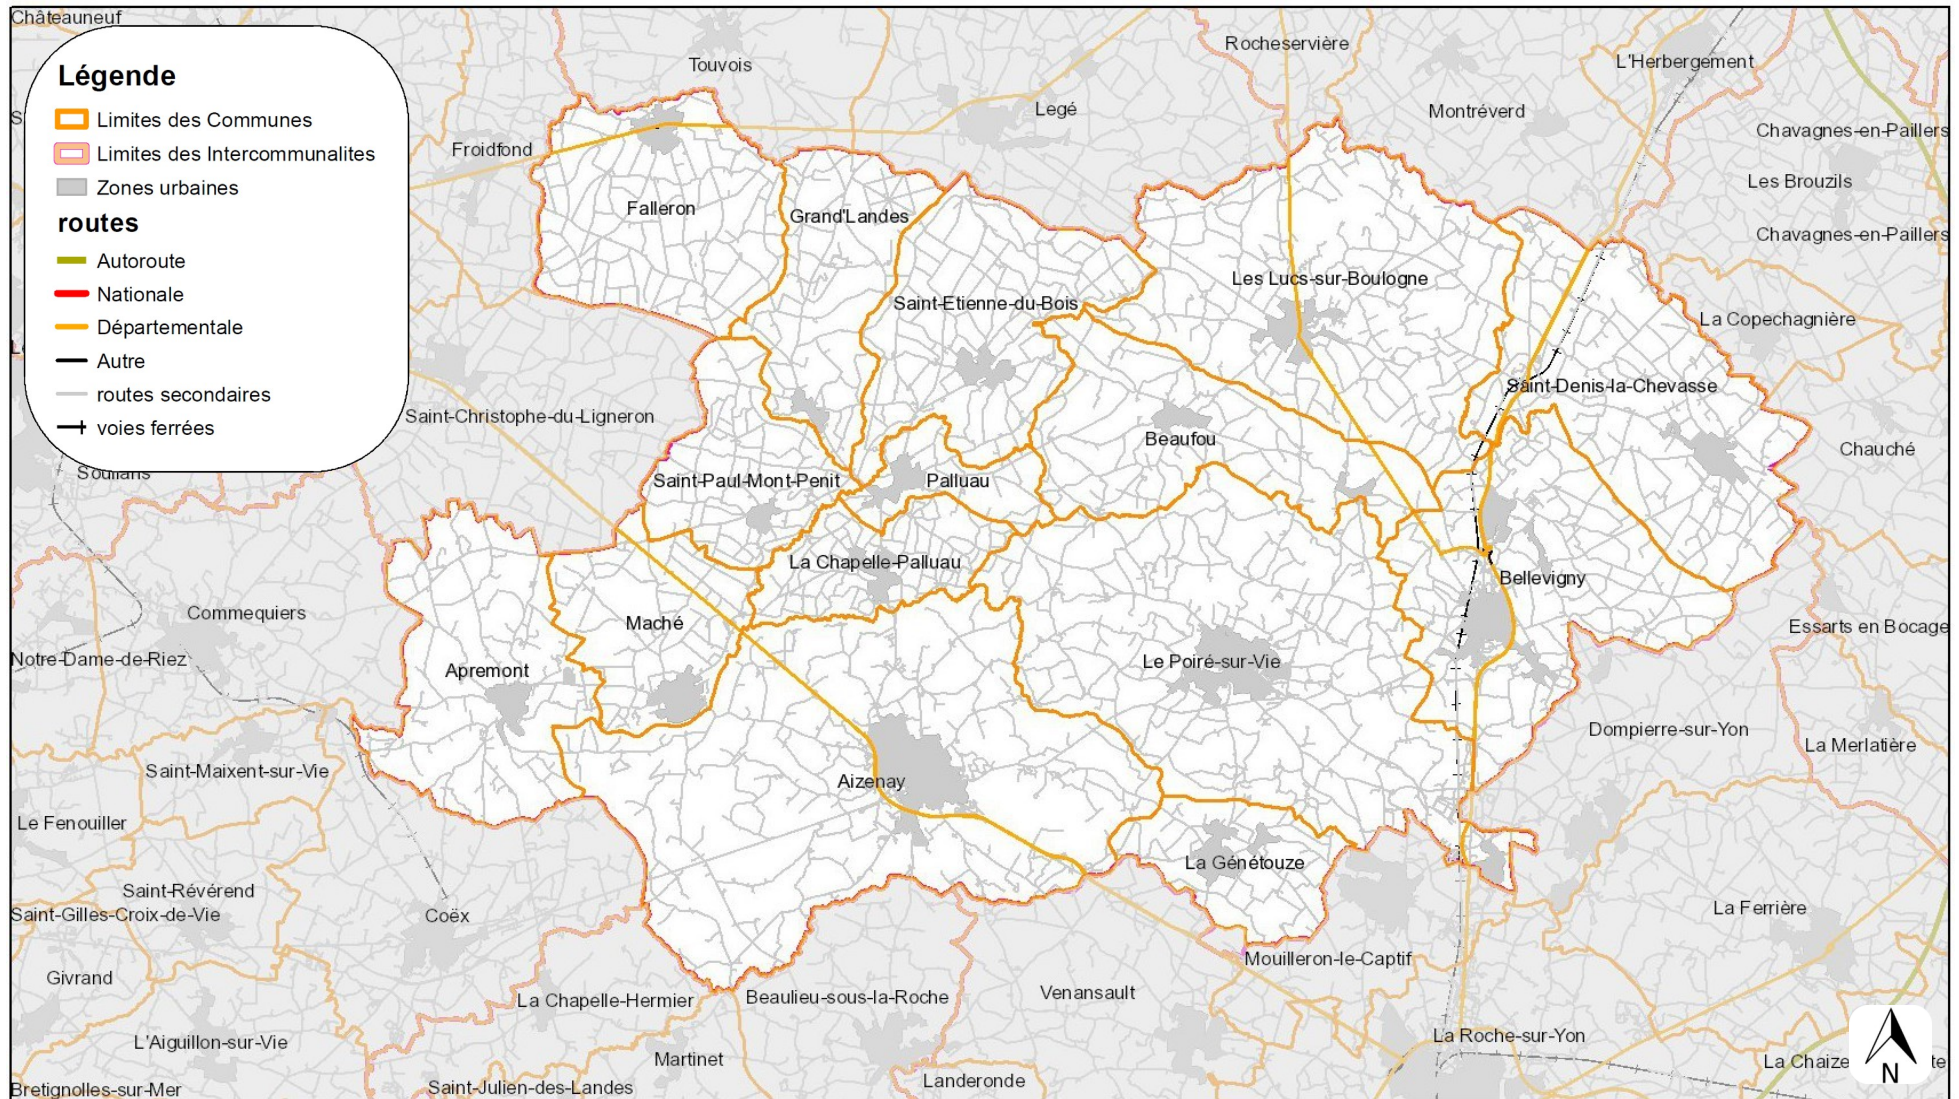 Châteauneuf
Légende
Limites des Communes
Limites des Intercommunalites
Zones urbaines
routes
Autoroute
Nationale
Départementale
Autre
routes secondaires
voies ferrées
Touvois
Rocheservière
L'Herbergement
Legé
Montréverd
Chavagnes-en-Paillers
Froidfond
Les Brouzils
Falleron
Grand'Landes
Chavagnes-en-Paillers
Les Lucs-sur-Boulogne
Saint-Etienne-du-Bois
La Copechagnière
Saint-Denis-la-Chevasse
Saint-Christophe-du-Ligneron
Beaufou
Chauché
Soullans
Saint-Paul-Mont-Penit
Palluau
La Chapelle-Palluau
Bellevigny
Commequiers
Maché
Essarts en Bocage
Notre-Dame-de-Riez
Apremont
Le Poiré-sur-Vie
Dompierre-sur-Yon
La Merlatière
Saint-Maixent-sur-Vie
Aizenay
Le Fenouiller
La Génétouze
Saint-Révérend
Saint-Gilles-Croix-de-Vie
Coëx
La Ferrière
Mouilleron-le-Captif
Givrand
La Chapelle-Hermier
Beaulieu-sous-la-Roche
Venansault
L'Aiguillon-sur-Vie
La Roche-sur-Yon
Martinet
La Chaize
te
N
Landeronde
Bretignolles-sur-Mer
Saint-Julien-des-Landes